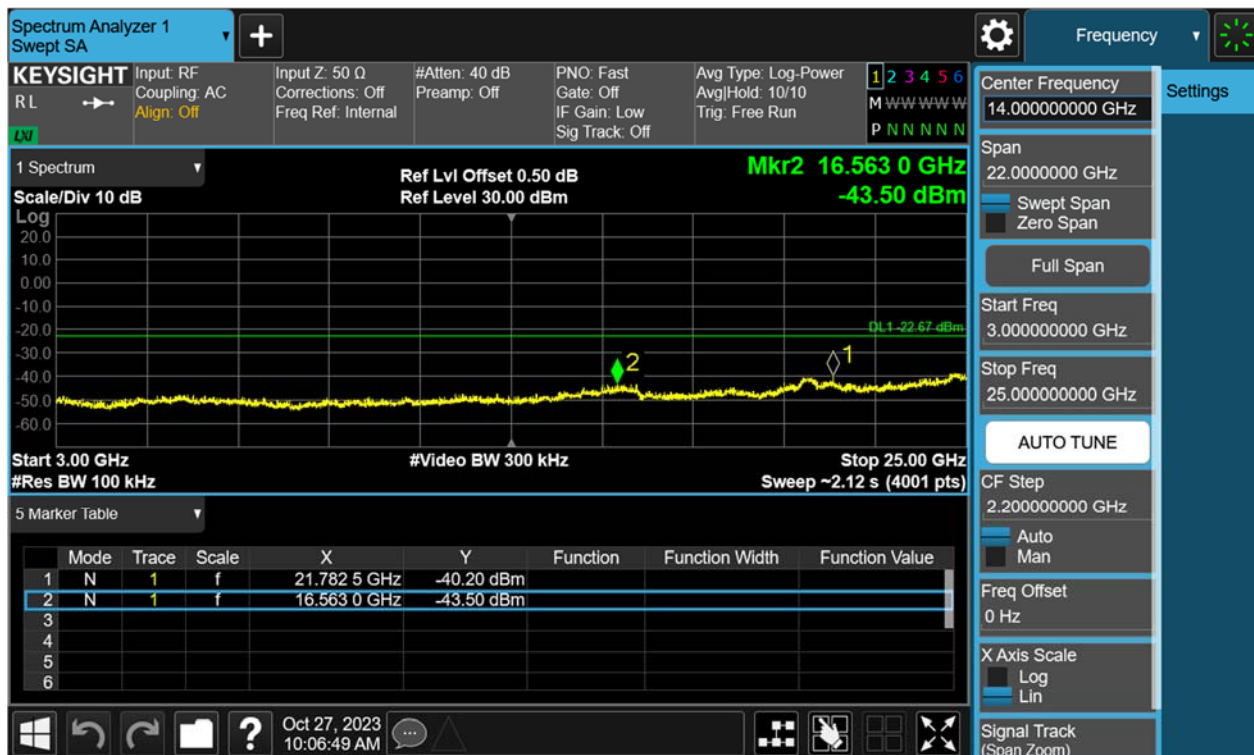 Spectrum Analyzer 1
Swept SA
+
Frequency
KEYSIGHT
RL
LXI
Input: RF
Coupling: AC
Align: Off
Input Z: 50 Ω
Corrections: Off
Freq Ref: Internal
#Atten: 40 dB
Preamp: Off
PNO: Fast
Gate: Off
IF Gain: Low
Sig Track: Off
Avg Type: Log-Power
Avg|Hold: 10/10
Trig: Free Run
1 2 3 4 5 6
M W W W W W
P N N N N N
1 Spectrum
Scale/Div 10 dB
Ref Lvl Offset 0.50 dB
Ref Level 30.00 dBm
Mkr2 16.563 0 GHz
-43.50 dBm
Log
20.0
10.0
0.00
-10.0
-20.0
-30.0
-40.0
-50.0
-60.0
DL1 -22.67 dBm
2
1
Start 3.00 GHz
#Res BW 100 kHz
#Video BW 300 kHz
Stop 25.00 GHz
Sweep ~2.12 s (4001 pts)
5 Marker Table
Mode Trace Scale X Y Function Function Width Function Value
1 N 1 f 21.782 5 GHz -40.20 dBm
2 N 1 f 16.563 0 GHz -43.50 dBm
3
4
5
6
?
Oct 27, 2023
10:06:49 AM
Center Frequency
14.000000000 GHz
Span
22.0000000 GHz
Swept Span
Zero Span
Full Span
Start Freq
3.000000000 GHz
Stop Freq
25.000000000 GHz
AUTO TUNE
CF Step
2.200000000 GHz
Auto
Man
Freq Offset
0 Hz
X Axis Scale
Log
Lin
Signal Track
(Span Zoom)
Settings